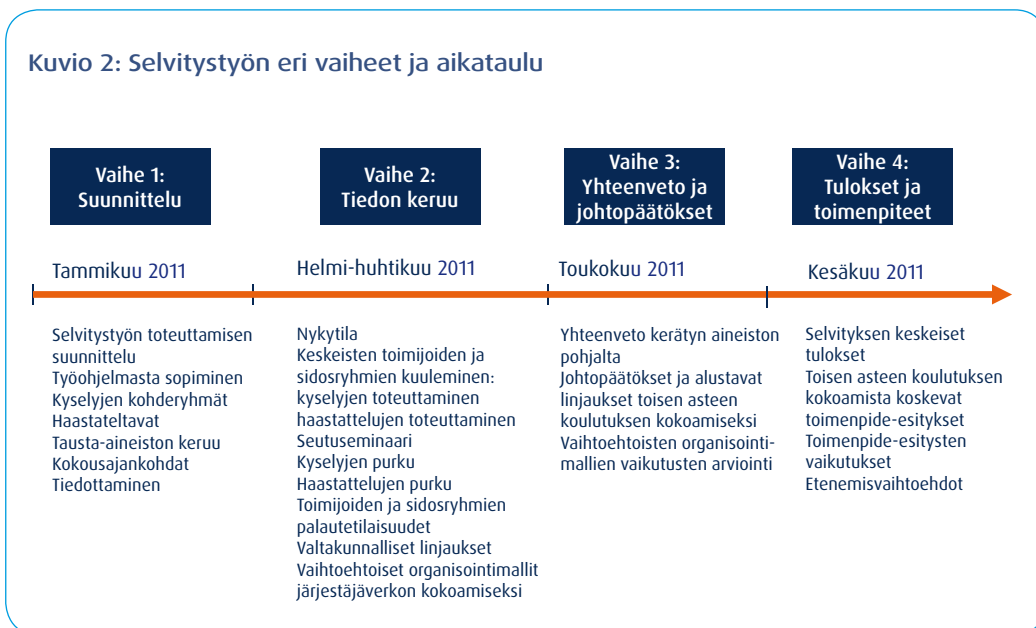 Kuvio 2: Selvitystyön eri vaiheet ja aikataulu
Vaihe 1:
Suunnittelu
Vaihe 2:
Tiedon keruu
Vaihe 3:
Yhteenveto ja
johtopäätökset
Vaihe 4:
Tulokset ja
toimenpiteet
Tammikuu 2011
Helmi-huhtikuu 2011
Toukokuu 2011
Kesäkuu 2011
Selvitystyön toteuttamisen
suunnittelu
Työohjelmasta sopiminen
Kyselyjen kohderyhmät
Haastateltavat
Tausta-aineiston keruu
Kokousajankohdat
Tiedottaminen
Nykytila
Keskeisten toimijoiden ja
sidosryhmien kuuleminen:
kyselyjen toteuttaminen
haastattelujen toteuttaminen
Seutuseminaari
Kyselyjen purku
Haastattelujen purku
Toimijoiden ja sidosryhmien
palautetilaisuudet
Valtakunnalliset linjaukset
Vaihtoehtoiset organisointimallit
järjestäjäverkon kokoamiseksi
Yhteenveto kerätyn aineiston
pohjalta
Johtopäätökset ja alustavat
linjaukset toisen asteen
koulutuksen kokoamiseksi
Vaihtoehtoisten organisointi-
mallien vaikutusten arviointi
Selvityksen keskeiset
tulokset
Toisen asteen koulutuksen
kokoamista koskevat
toimenpide-esitykset
Toimenpide-esitysten
vaikutukset
Etenemisvaihtoehdot